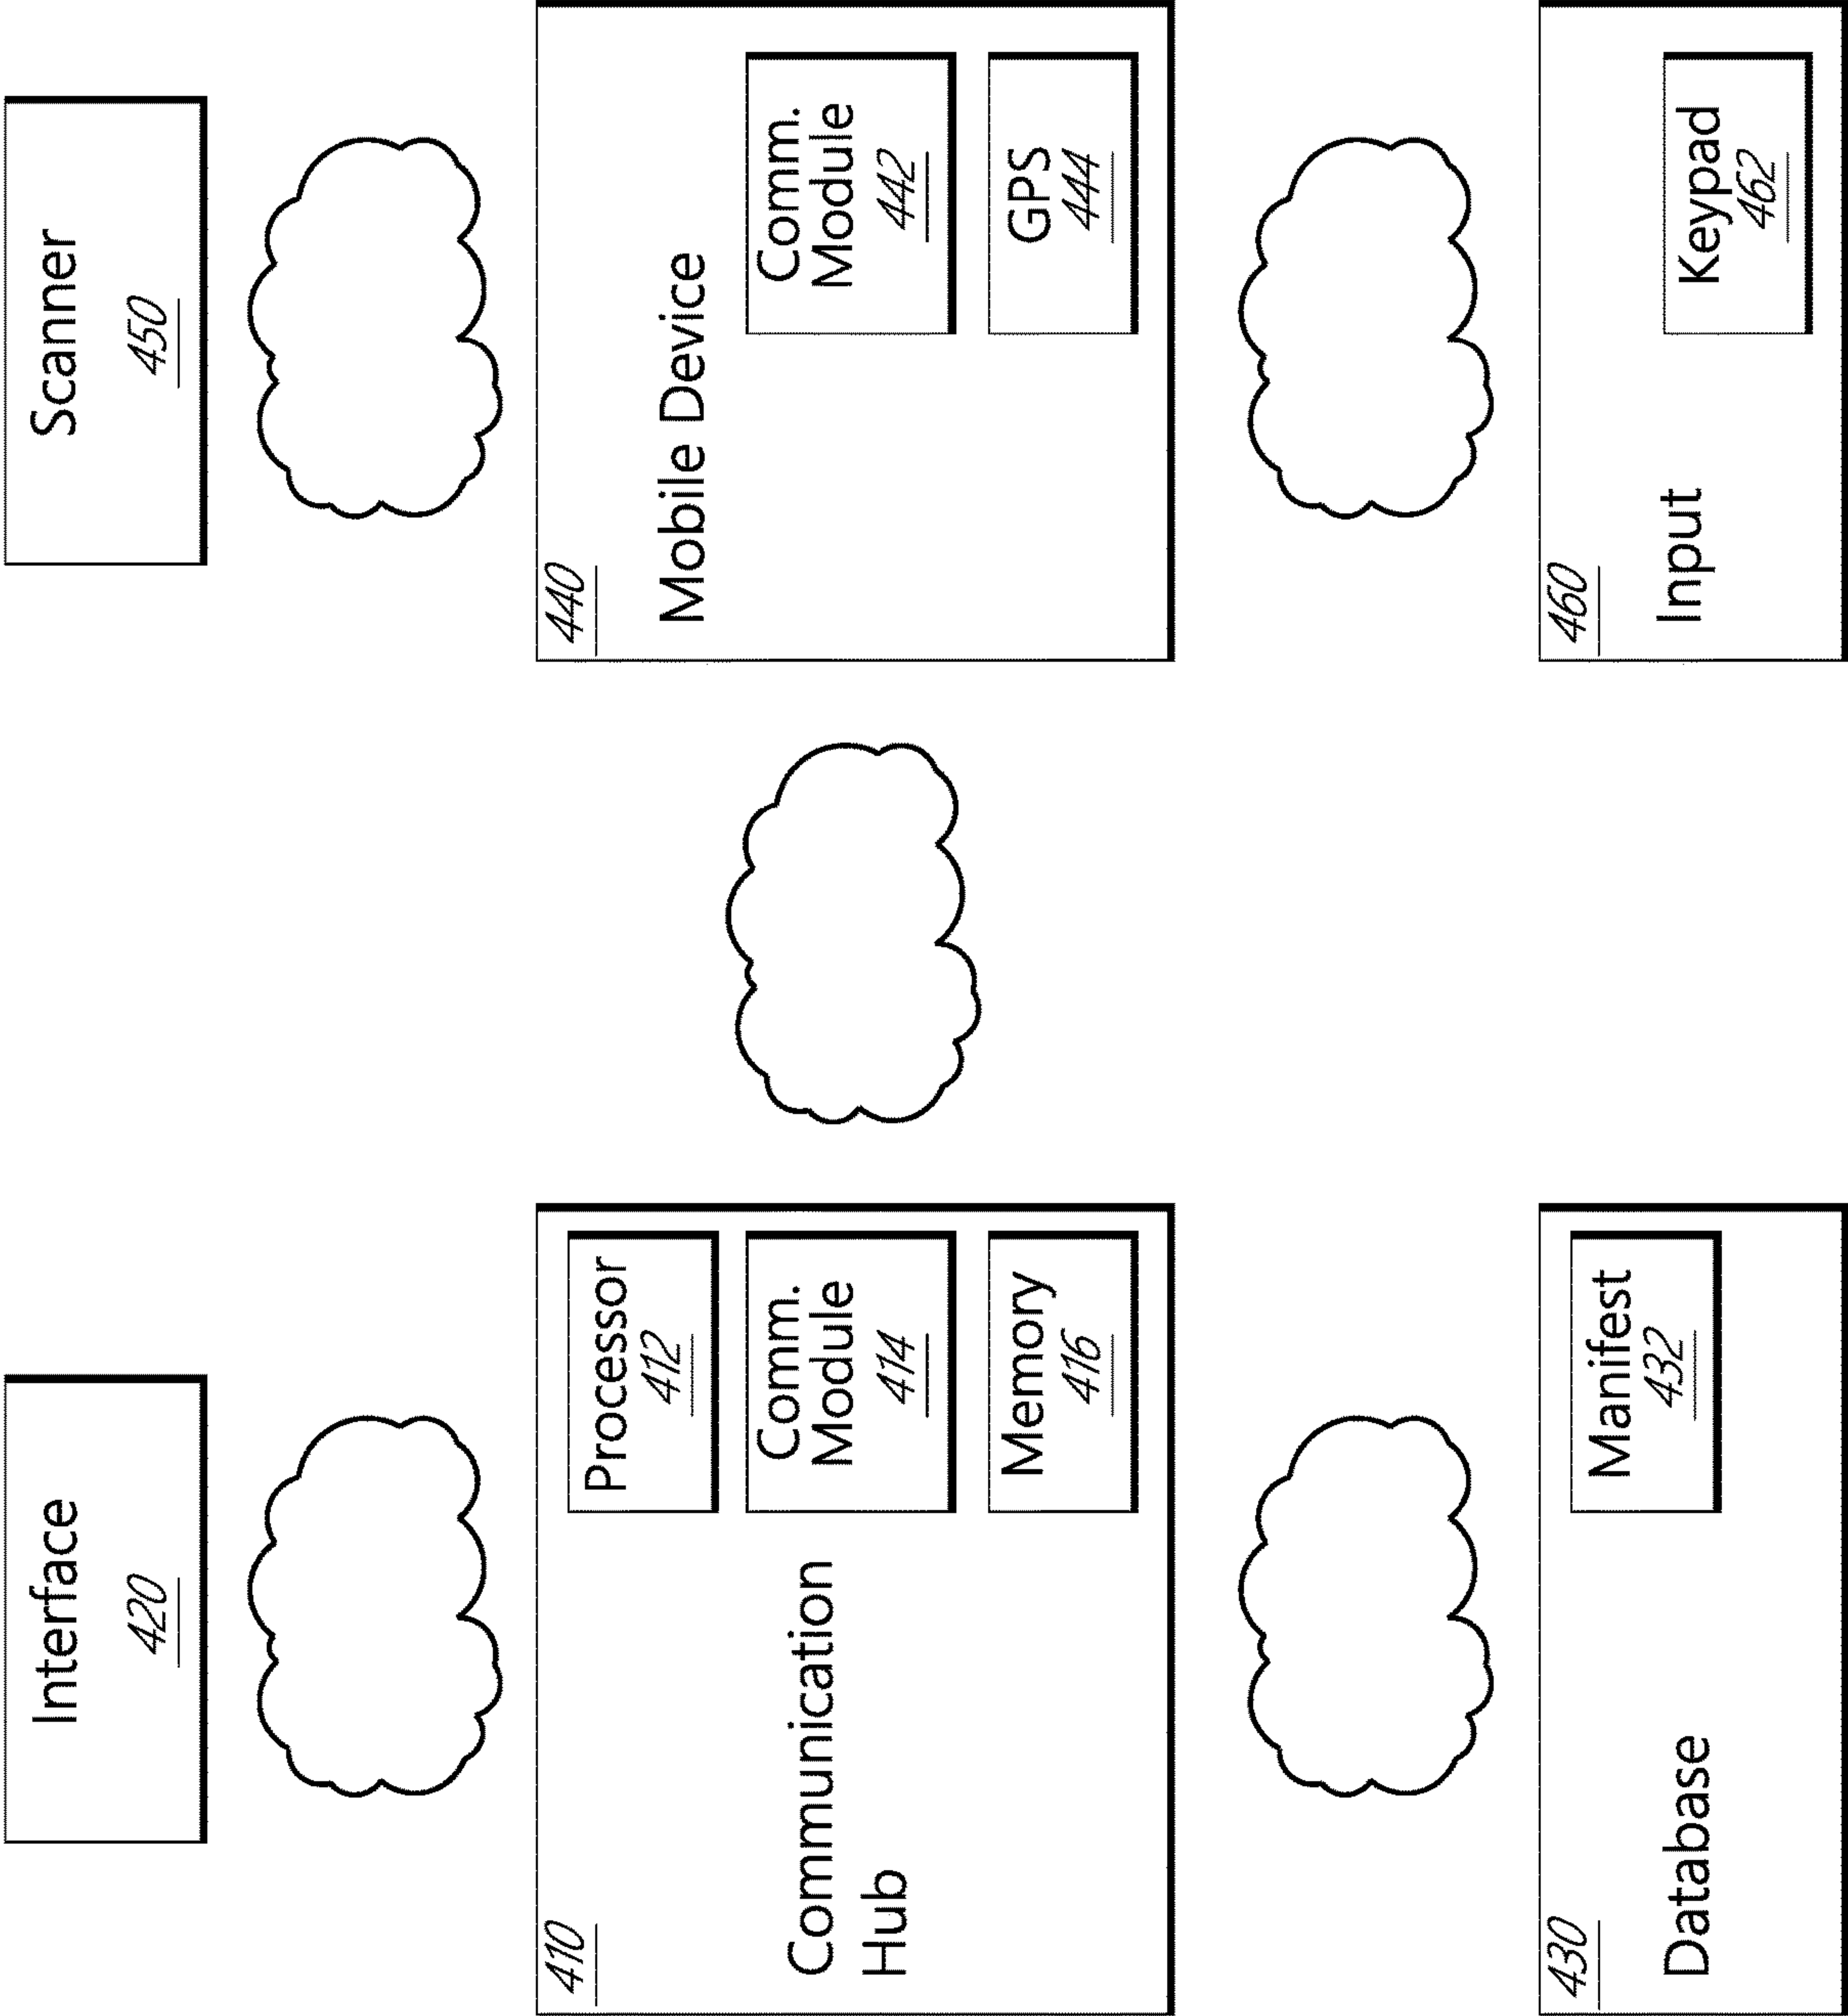 Interface
420
410
Communication
Hub
Processor
412
Comm.
Module
414
Memory
416
430
Database
Manifest
432
Scanner
450
440
Mobile Device
Comm.
Module
442
GPS
444
460
Input
Keypad
462